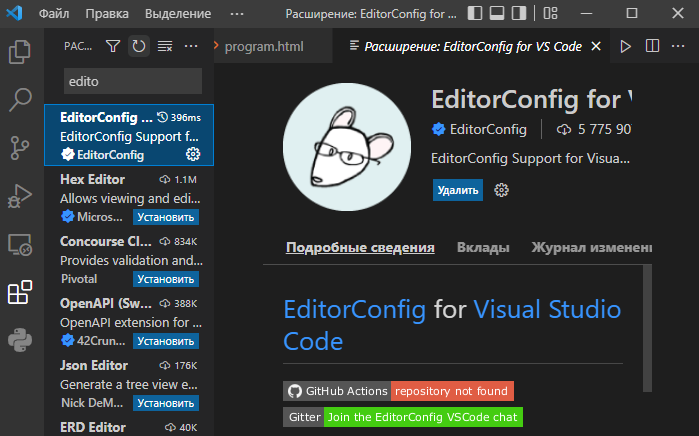 Файл Правка Выделение ··· Расширение: EditorConfig for ...
РАС...
program.html
Расширение: EditorConfig for VS Code
edito
EditorConfig ... 396ms
EditorConfig Support f...
EditorConfig
Hex Editor 1.1M
Allows viewing and edi...
Micros... Установить
Concourse CI... 834K
Provides validation and...
Pivotal Установить
OpenAPI (Sw... 388K
OpenAPI extension for ...
42Crun... Установить
Json Editor 176K
Generate a tree view e...
Nick DeM... Установить
ERD Editor 40K
EditorConfig for V
EditorConfig 5 775 90
EditorConfig Support for Visua...
Удалить
Подробные сведения Вклады Журнал изменени
EditorConfig for Visual Studio
Code
GitHub Actions repository not found
Gitter Join the EditorConfig VSCode chat